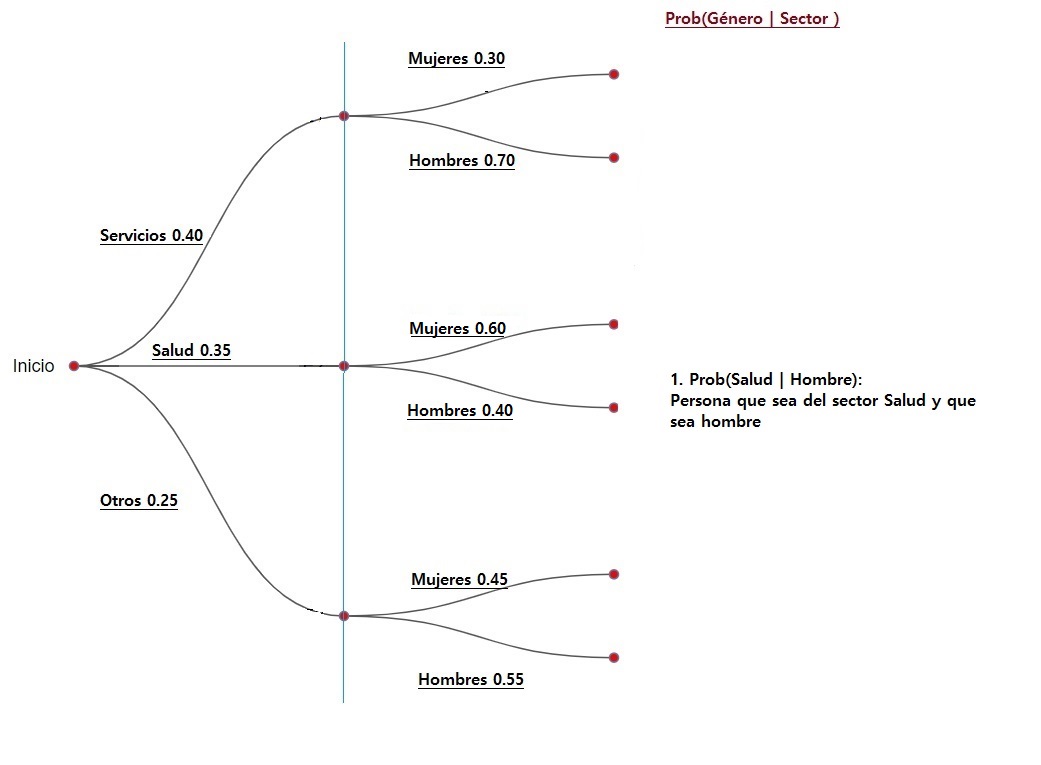 Prob(Género | Sector )
Mujeres 0.30
Hombres 0.70
Servicios 0.40
Mujeres 0.60
Salud 0.35
Inicio
1. Prob(Salud | Hombre):
Persona que sea del sector Salud y que
sea hombre
Hombres 0.40
Otros 0.25
Mujeres 0.45
Hombres 0.55